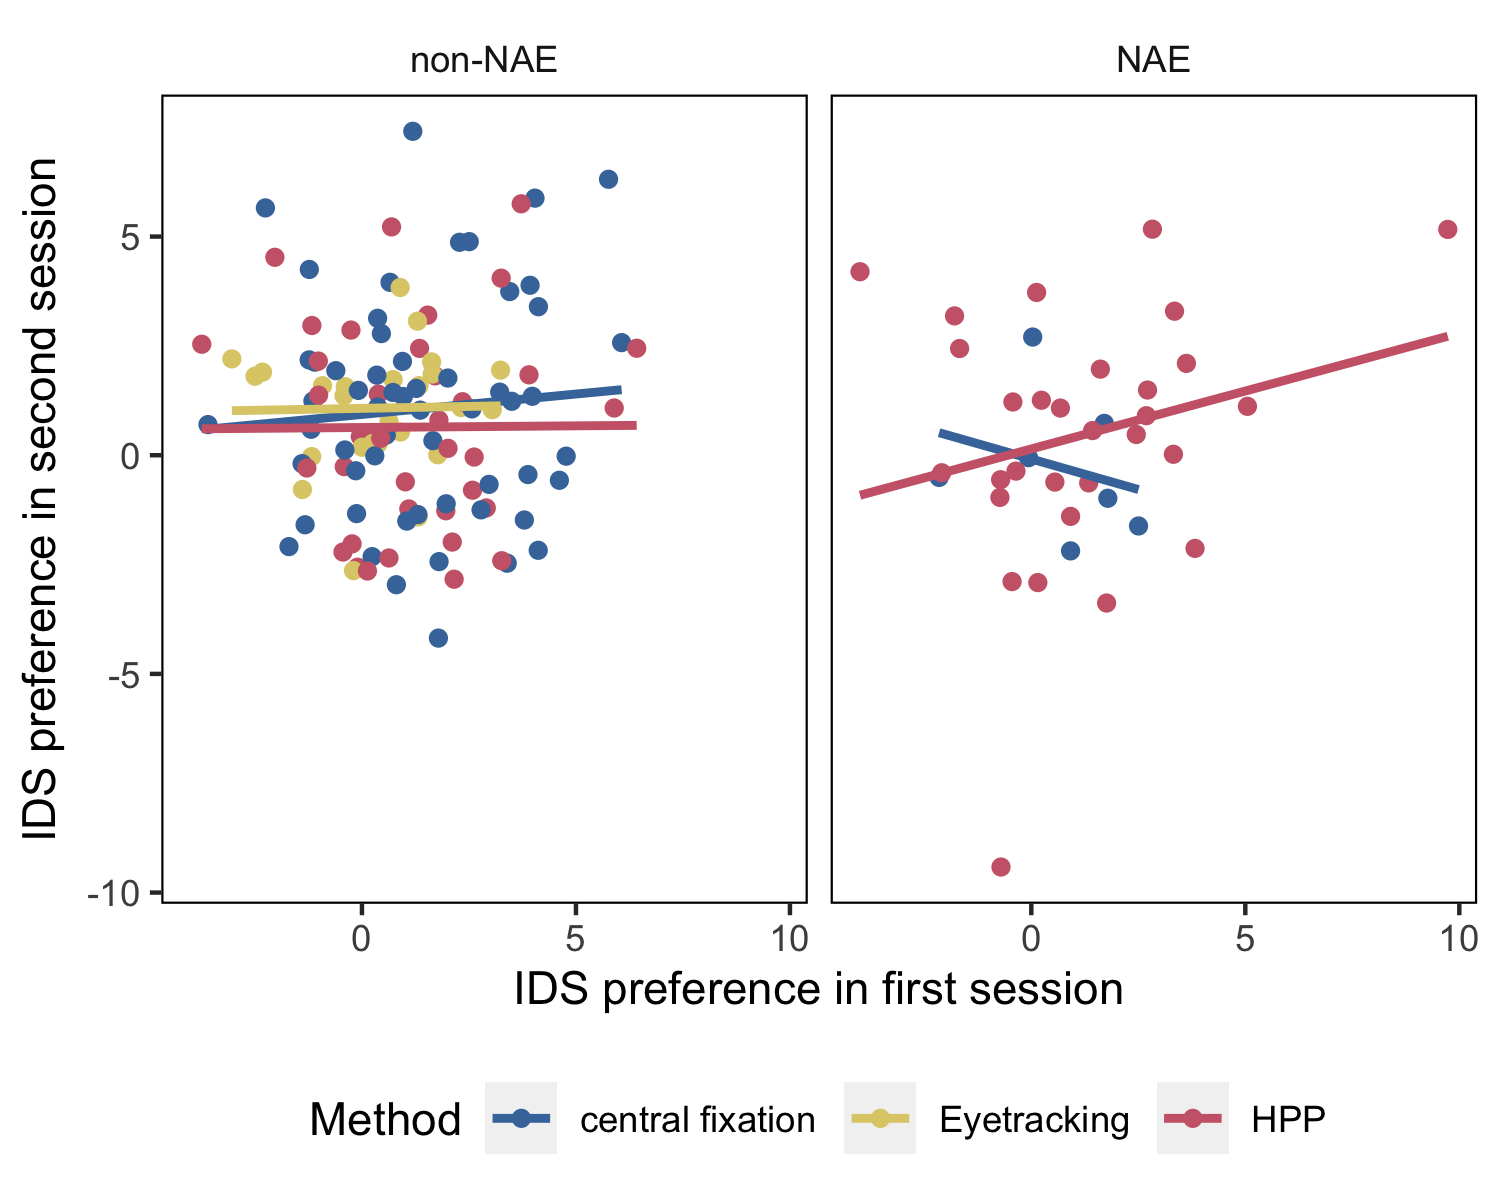 non-NAE
NAE
IDS preference in second session
5
0
-5
-10
0 5 10
0 5 10
IDS preference in first session
Method central fixation Eyetracking HPP